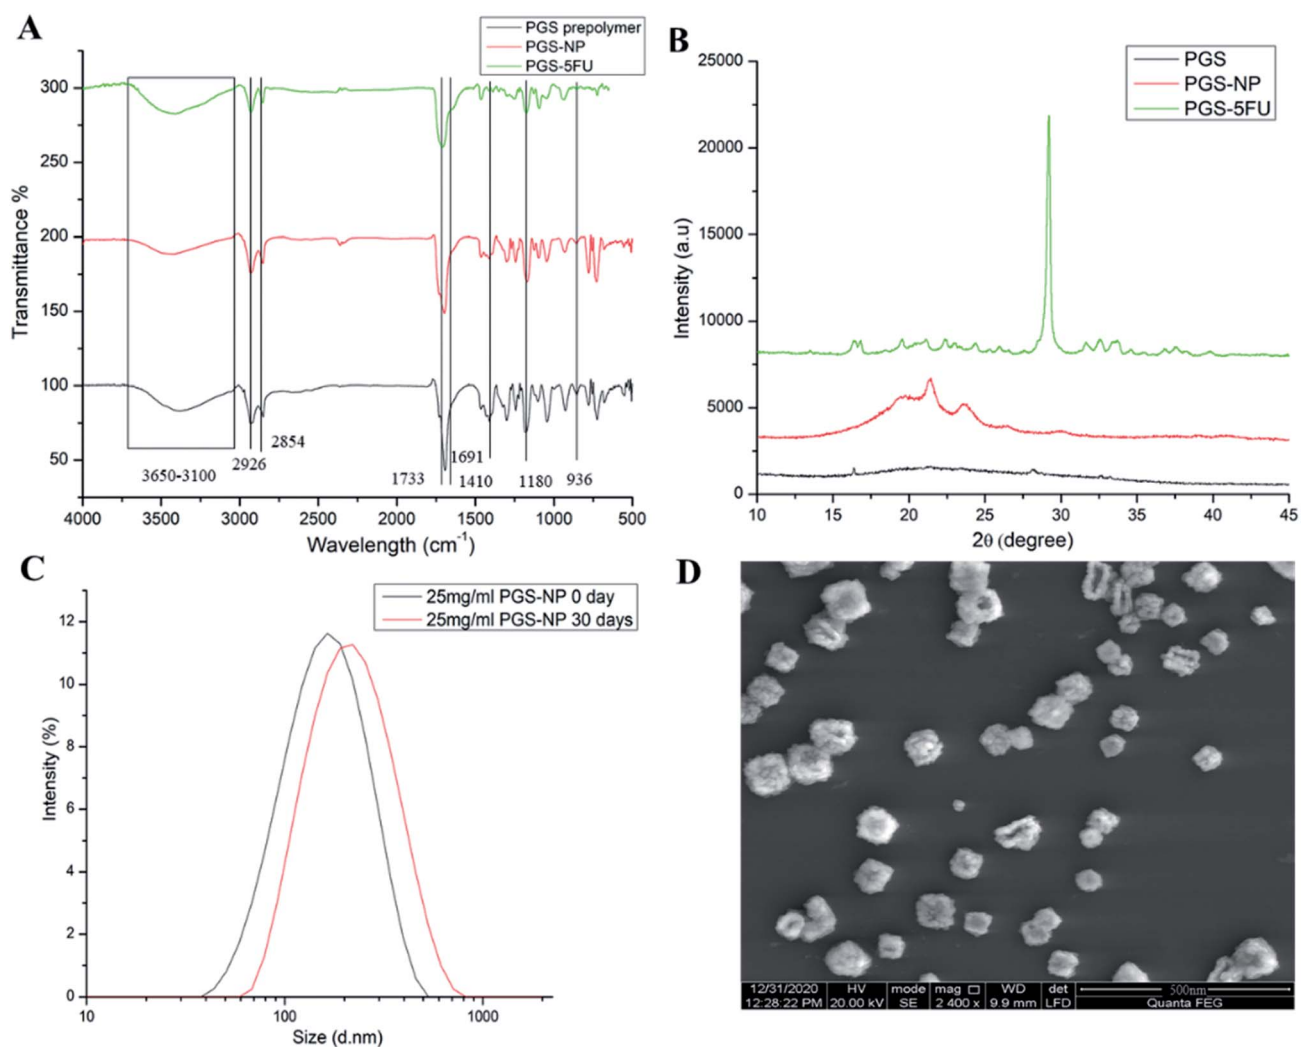 A
PGS prepolymer
PGS-NP
PGS-5FU
300
250
200
150
100
50
Transmittance %
3650-3100
2926
2854
1733
1691
1410
1180
936
4000 3500 3000 2500 2000 1500 1000 500
Wavelength (cm⁻¹)
B
PGS
PGS-NP
PGS-5FU
25000
20000
15000
10000
5000
0
Intensity (a.u)
10 15 20 25 30 35 40 45
2θ (degree)
C
25mg/ml PGS-NP 0 day
25mg/ml PGS-NP 30 days
12
10
8
6
4
2
0
Intensity (%)
10 100 1000
Size (d.nm)
D
12/31/2020 HV mode mag WD det 500nm
12:28:22 PM 20.00 kV SE 2 400 x 9.9 mm LFD Quanta FEG